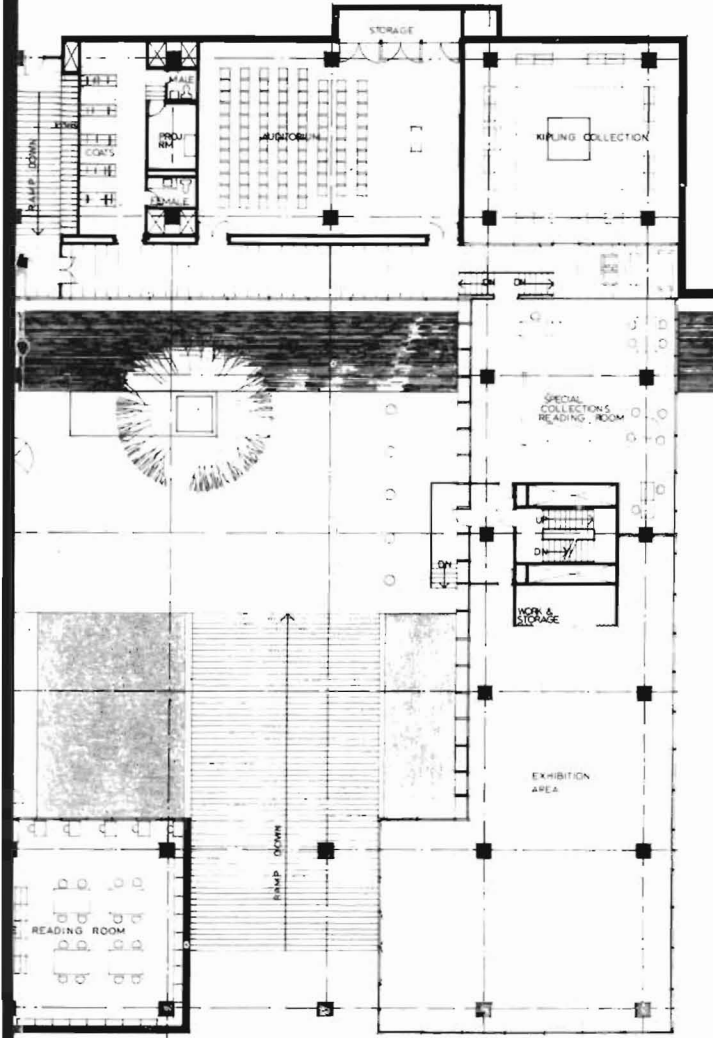 STORAGE
MALE
PROJ
RM
AUDITORIUM
KIPLING COLLECTION
COATS
RAMP DOWN
FEMALE
DN DN
SPECIAL
COLLECTIONS
READING ROOM
UP
DN
DN
WORK &
STORAGE
EXHIBITION
AREA
RAMP DOWN
READING ROOM